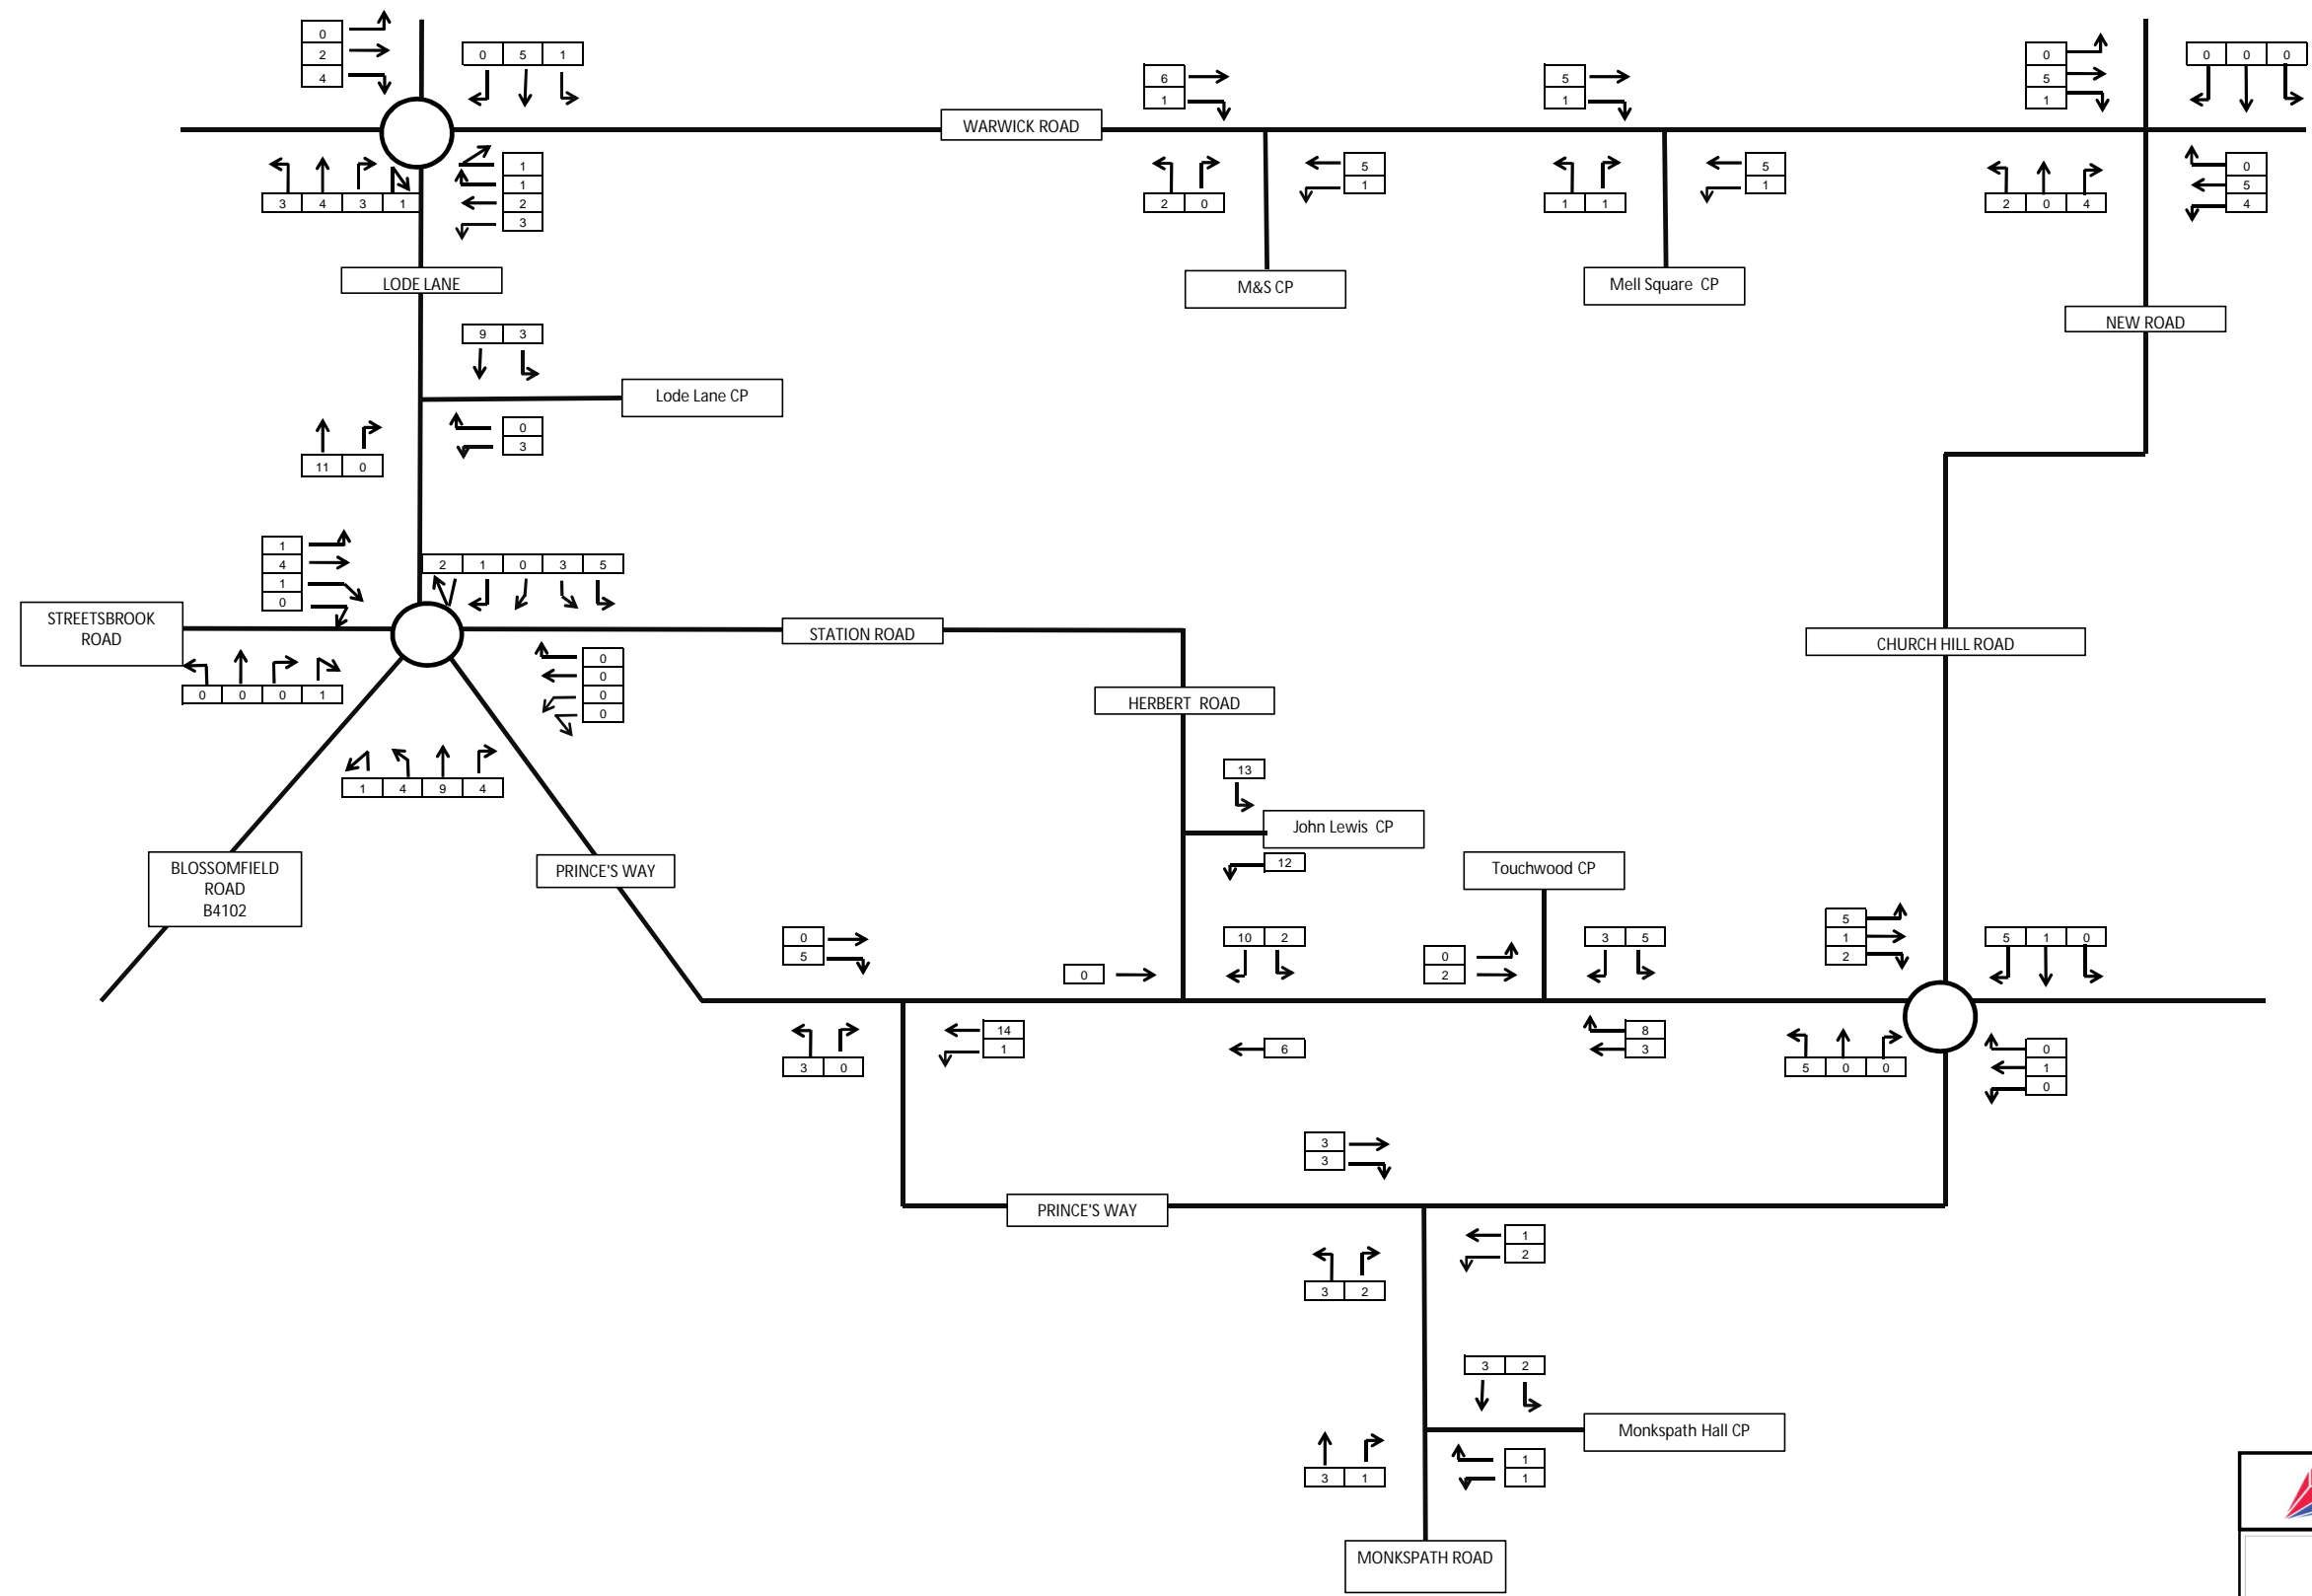 0
2
4
0 5 1
6
1
5
1
0
5
1
0 0 0
WARWICK ROAD
3 4 3 1
1
1
2
3
2 0
5
1
1 1
5
1
2 0 4
0
5
4
LODE LANE
M&S CP
Mell Square CP
NEW ROAD
9 3
Lode Lane CP
11 0
0
3
1
4
1
0
2 1 0 3 5
STREETSBROOK
ROAD
STATION ROAD
CHURCH HILL ROAD
0 0 0 1
0
0
0
0
HERBERT ROAD
1 4 9 4
13
John Lewis CP
12
BLOSSOMFIELD
ROAD
B4102
PRINCE'S WAY
Touchwood CP
0
5
0
10 2
0
2
3 5
5
1
2
5 1 0
3 0
14
1
6
8
3
5 0 0
0
1
0
3
3
PRINCE'S WAY
3 2
1
2
3 2
Monkspath Hall CP
3 1
1
1
MONKSPATH ROAD